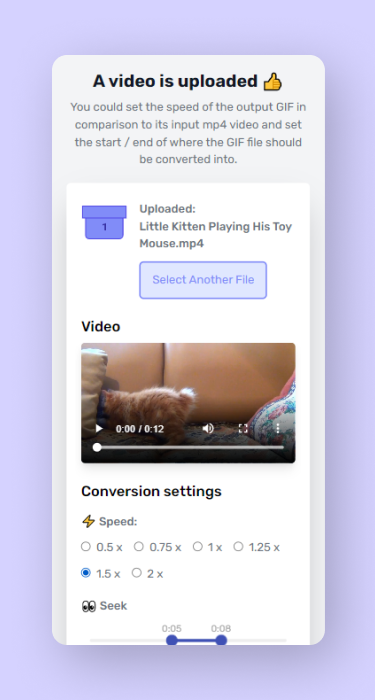 A video is uploaded 👍
You could set the speed of the output GIF in
comparison to its input mp4 video and set
the start / end of where the GIF file should
be converted into.
1
Uploaded:
Little Kitten Playing His Toy
Mouse.mp4
Select Another File
Video
0:00 / 0:12
Conversion settings
⚡ Speed:
0.5 x 0.75 x 1 x 1.25 x
1.5 x 2 x
👀 Seek
0:05 0:08